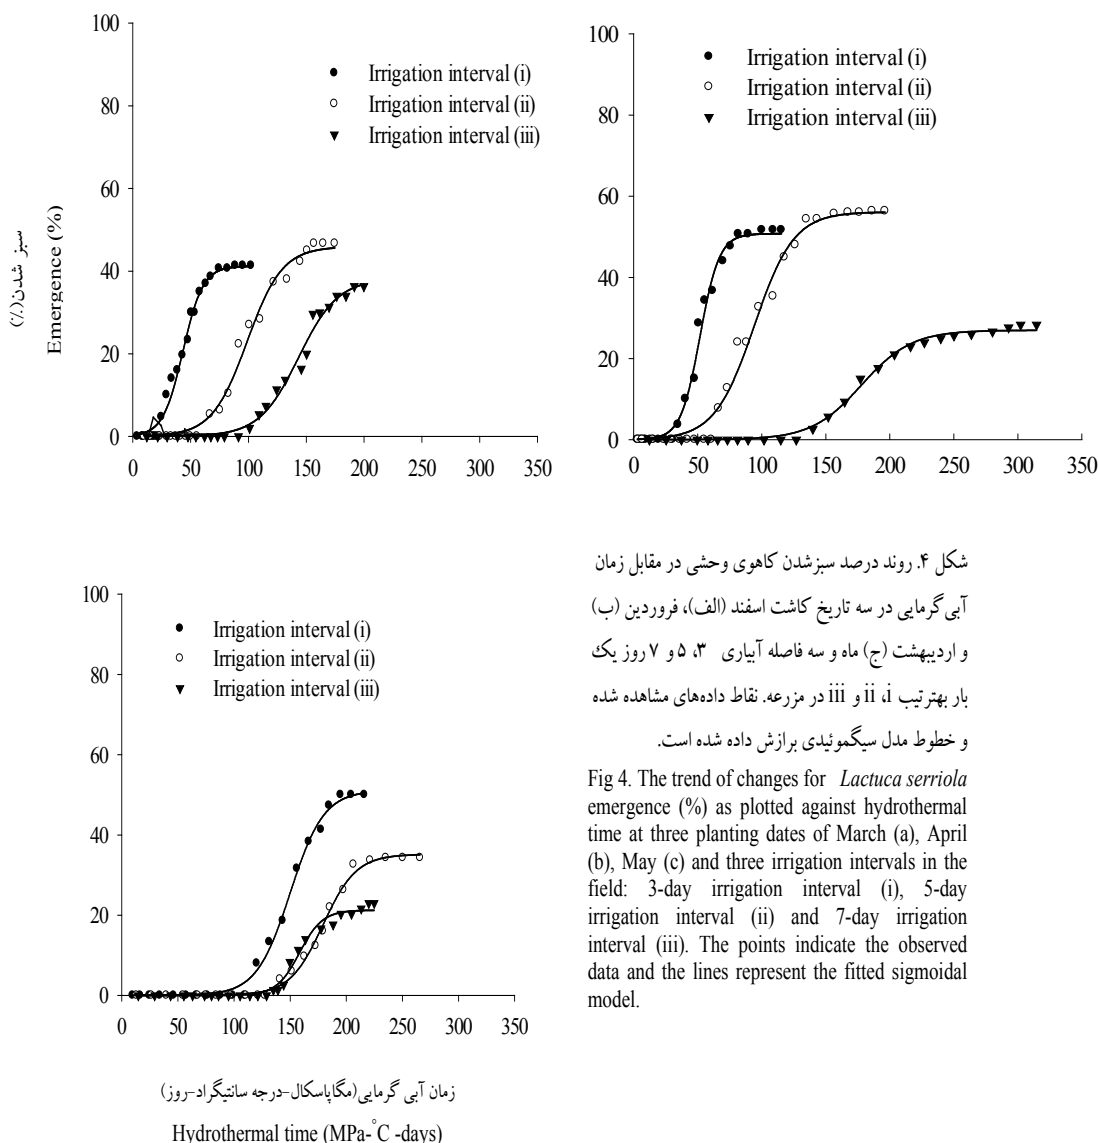 100
80
60
40
20
0
0 50 100 150 200 250 300 350
سبز شدن(٪)
Emergence (%)
Irrigation interval (i)
Irrigation interval (ii)
Irrigation interval (iii)
100
80
60
40
20
0
0 50 100 150 200 250 300 350
Irrigation interval (i)
Irrigation interval (ii)
Irrigation interval (iii)
100
80
60
40
20
0
0 50 100 150 200 250 300 350
Irrigation interval (i)
Irrigation interval (ii)
Irrigation interval (iii)
زمان آبی گرمایی(مگاپاسکال-درجه سانتیگراد-روز)
Hydrothermal time (MPa-°C -days)
شکل ۴. روند درصد سبزشدن کاهوی وحشی در مقابل زمان
آبی‌گرمایی در سه تاریخ کاشت اسفند (الف)، فروردین (ب)
و اردیبهشت (ج) ماه و سه فاصله آبیاری ۳، ۵ و ۷ روز یک
بار بهترتیب i، ii و iii در مزرعه. نقاط داده‌های مشاهده شده
و خطوط مدل سیگموئیدی برازش داده شده است.
Fig 4. The trend of changes for Lactuca serriola
emergence (%) as plotted against hydrothermal
time at three planting dates of March (a), April
(b), May (c) and three irrigation intervals in the
field: 3-day irrigation interval (i), 5-day
irrigation interval (ii) and 7-day irrigation
interval (iii). The points indicate the observed
data and the lines represent the fitted sigmoidal
model.